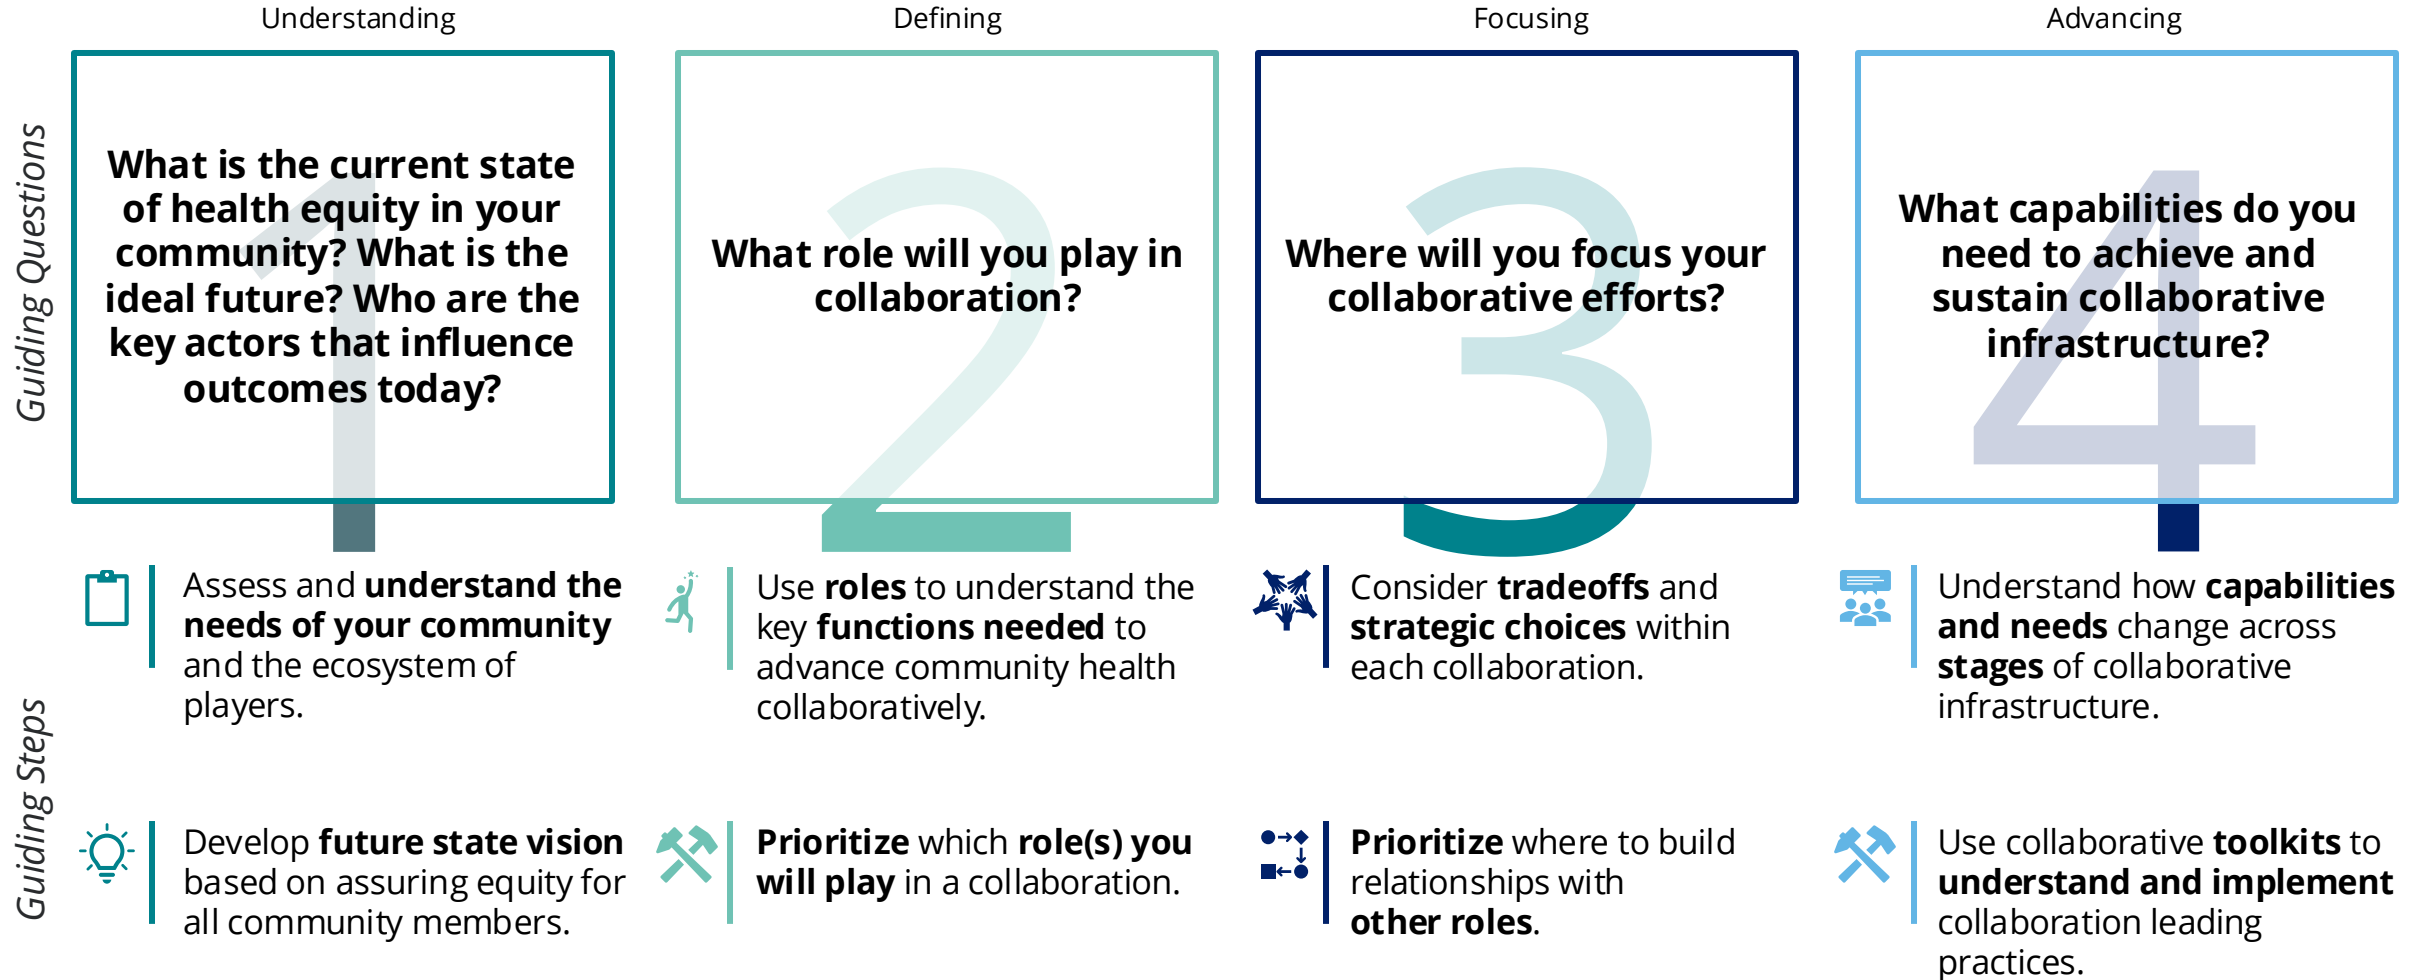 Understanding
Defining
Focusing
Advancing
Guiding Questions
1
What is the current state
of health equity in your
community? What is the
ideal future? Who are the
key actors that influence
outcomes today?
2
What role will you play in
collaboration?
3
Where will you focus your
collaborative efforts?
4
What capabilities do you
need to achieve and
sustain collaborative
infrastructure?
Guiding Steps
Assess and understand the
needs of your community
and the ecosystem of
players.
Use roles to understand the
key functions needed to
advance community health
collaboratively.
Consider tradeoffs and
strategic choices within
each collaboration.
Understand how capabilities
and needs change across
stages of collaborative
infrastructure.
Develop future state vision
based on assuring equity for
all community members.
Prioritize which role(s) you
will play in a collaboration.
Prioritize where to build
relationships with
other roles.
Use collaborative toolkits to
understand and implement
collaboration leading
practices.